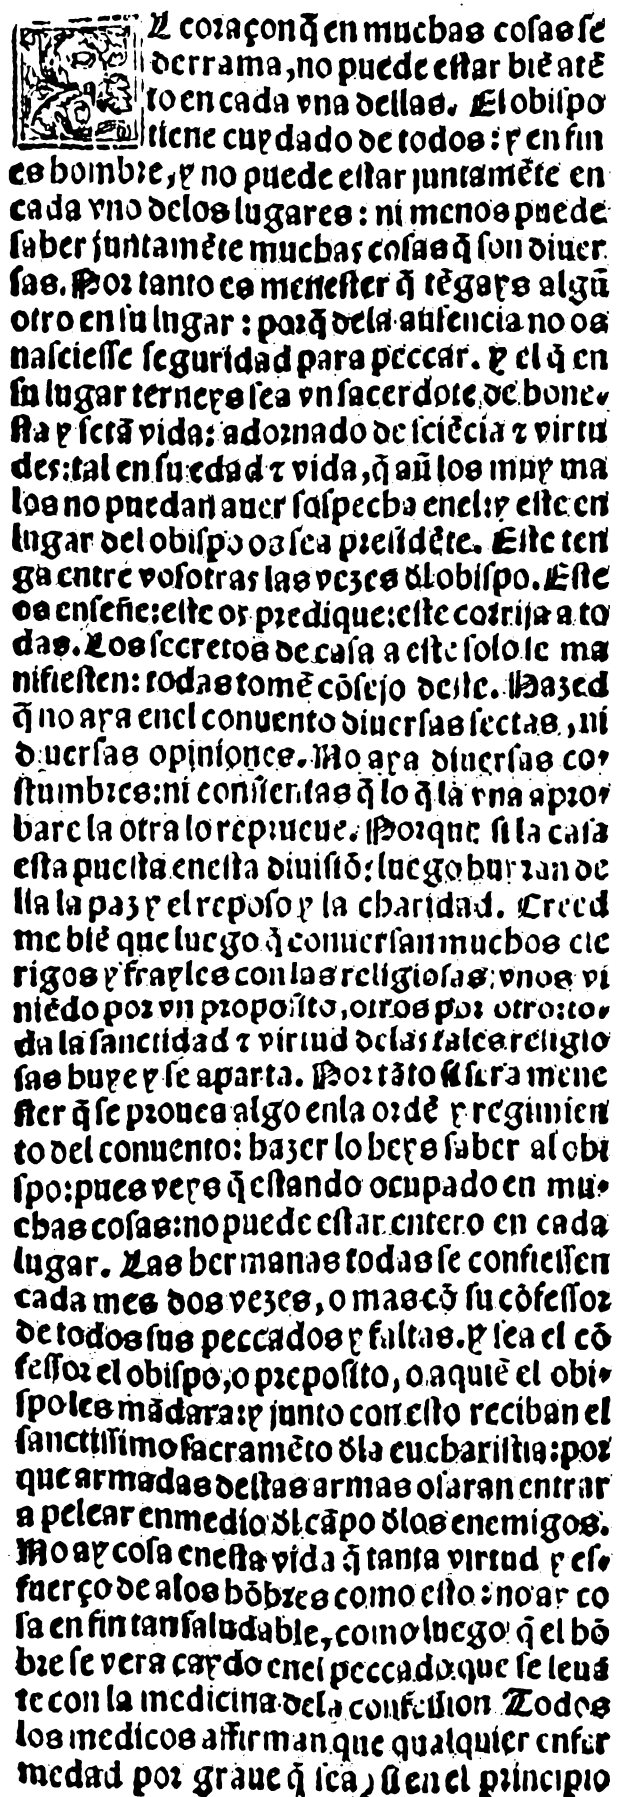 EL coraçon q̃ en muchas cosas se
derrama, no puede estar biẽ atẽ
to en cada vna dellas. El obispo
tiene cuydado de todos: y en fin
es hombre, y no puede estar juntamẽte en
cada vno delos lugares: ni menos puede
saber juntamẽte muchas cosas q̃ son diuer
sas. Por tanto es menester q̃ tẽgays algũ
otro en su lugar: porq̃ dela ausencia no os
nasciesse seguridad para peccar. Y el q̃ en
su lugar terneys sea vn sacerdote de hone-
sta y sctã vida: adornado de sciẽcia ⁊ virtu
des: tal en su edad ⁊ vida, q̃ aũ los muy ma
los no puedan auer sospecha enel: y este en
lugar del obispo os sea presidẽte. Este ten
ga entre vosotras las vezes ďl obispo. Este
os enseñe: este os predique: este corrija a to
das. Los secretos de casa a este solo se ma
nifiesten: todas tomẽ cõsejo deste. Hazed
q̃ no aya enel conuento diuersas sectas, ni
diuersas opiniones. No aya diuersas co-
stumbres: ni consientas q̃ lo q̃ la vna apro-
bare la otra lo reprueue. Porque si la casa
esta puesta enesta diuisiõ: luego huyran de
lla la paz y el reposo y la charidad. Creed
me biẽ que luego q̃ conuersan muchos cle
rigos y frayles con las religiosas: vnos vi
niẽdo por vn proposito, otros por otro: to-
da la sanctidad ⁊ virtud delas tales religio
sas huye y se aparta. Por tãto si sera mene
ster q̃ se prouea algo enla ordẽ y regimien
to del conuento: hazer lo heys saber al obi
spo: pues veys q̃ estando ocupado en mu-
chas cosas: no puede estar entero en cada
lugar. Las hermanas todas se confiessen
cada mes dos vezes, o mas cõ su cõfessor
de todos sus peccados y faltas. Y sea el cõ
fessor el obispo, o preposito, o aquiẽ el obi-
spo les mãdara: y junto con esto reciban el
sanctissimo sacramẽto ďla eucharistia: por
que armadas destas armas osaran entrar
a pelear enmedio ďl cãpo ďlos enemigos.
No ay cosa enesta vida q̃ tanta virtud y es-
fuerço de alos hõbres como esto: no ay co
sa en fin tan saludable, como luego q̃ el hõ
bre se vera caydo enel peccado que se leuã
te con la medicina dela confession Todos
los medicos affirman que qualquier enfer
medad por graue q̃ sea, si en el principio